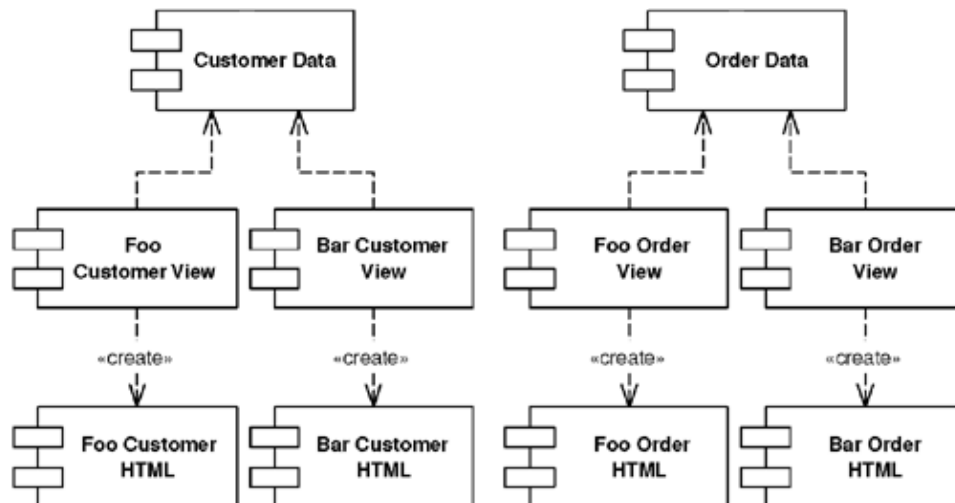 Customer Data
Order Data
Foo
Customer View
Bar Customer
View
Foo Order
View
Bar Order
View
«create»
«create»
«create»
«create»
Foo Customer
HTML
Bar Customer
HTML
Foo Order
HTML
Bar Order
HTML